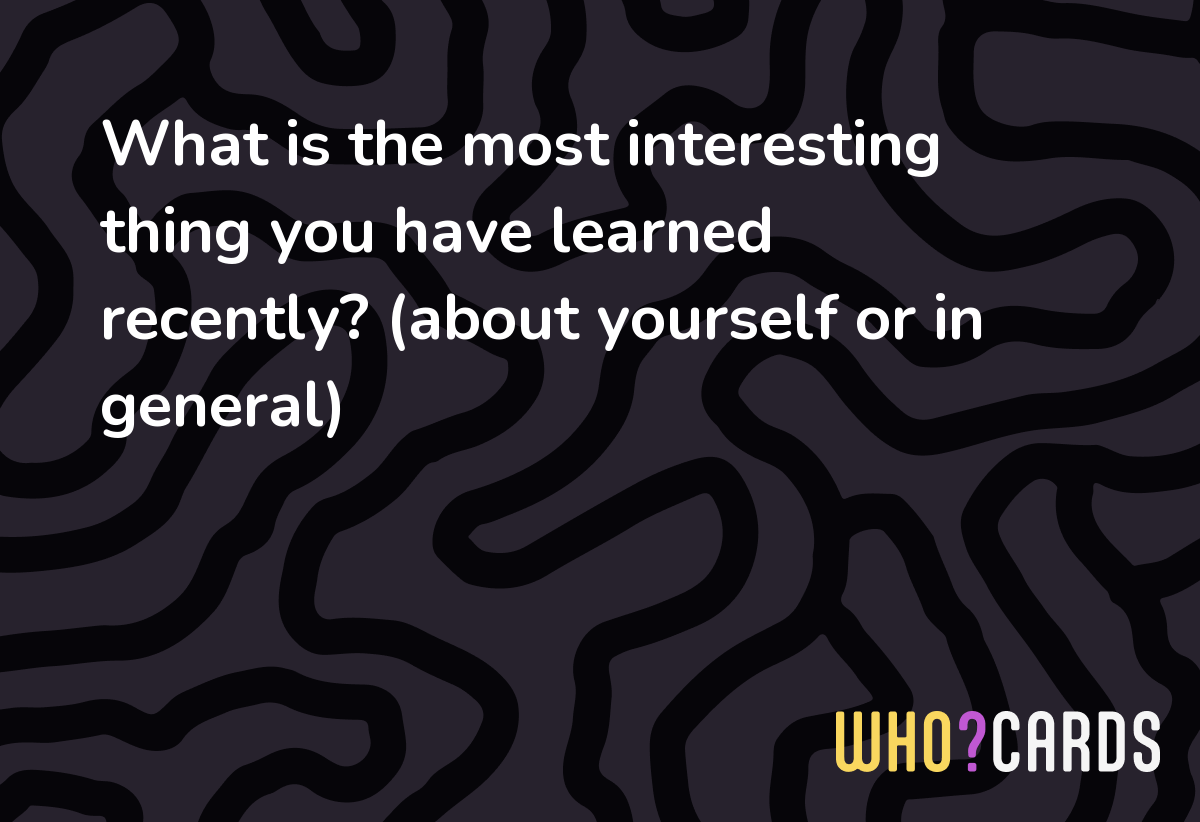 What is the most interesting
thing you have learned
recently? (about yourself or in
general)
WHO?CARDS